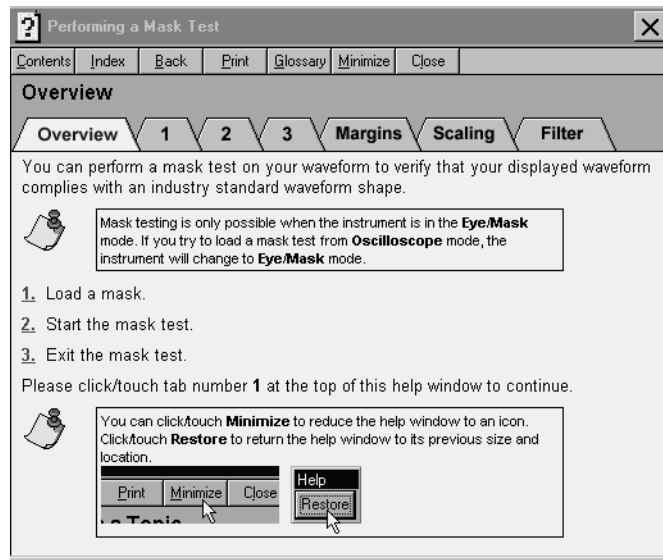 ? Performing a Mask Test X
Contents Index Back Print Glossary Minimize Close
Overview
Overview 1 2 3 Margins Scaling Filter
You can perform a mask test on your waveform to verify that your displayed waveform
complies with an industry standard waveform shape.
Mask testing is only possible when the instrument is in the Eye/Mask
mode. If you try to load a mask test from Oscilloscope mode, the
instrument will change to Eye/Mask mode.
1. Load a mask.
2. Start the mask test.
3. Exit the mask test.
Please click/touch tab number 1 at the top of this help window to continue.
You can click/touch Minimize to reduce the help window to an icon.
Click/touch Restore to return the help window to its previous size and
location.
Print Minimize Close
a Topic
Help
Restore